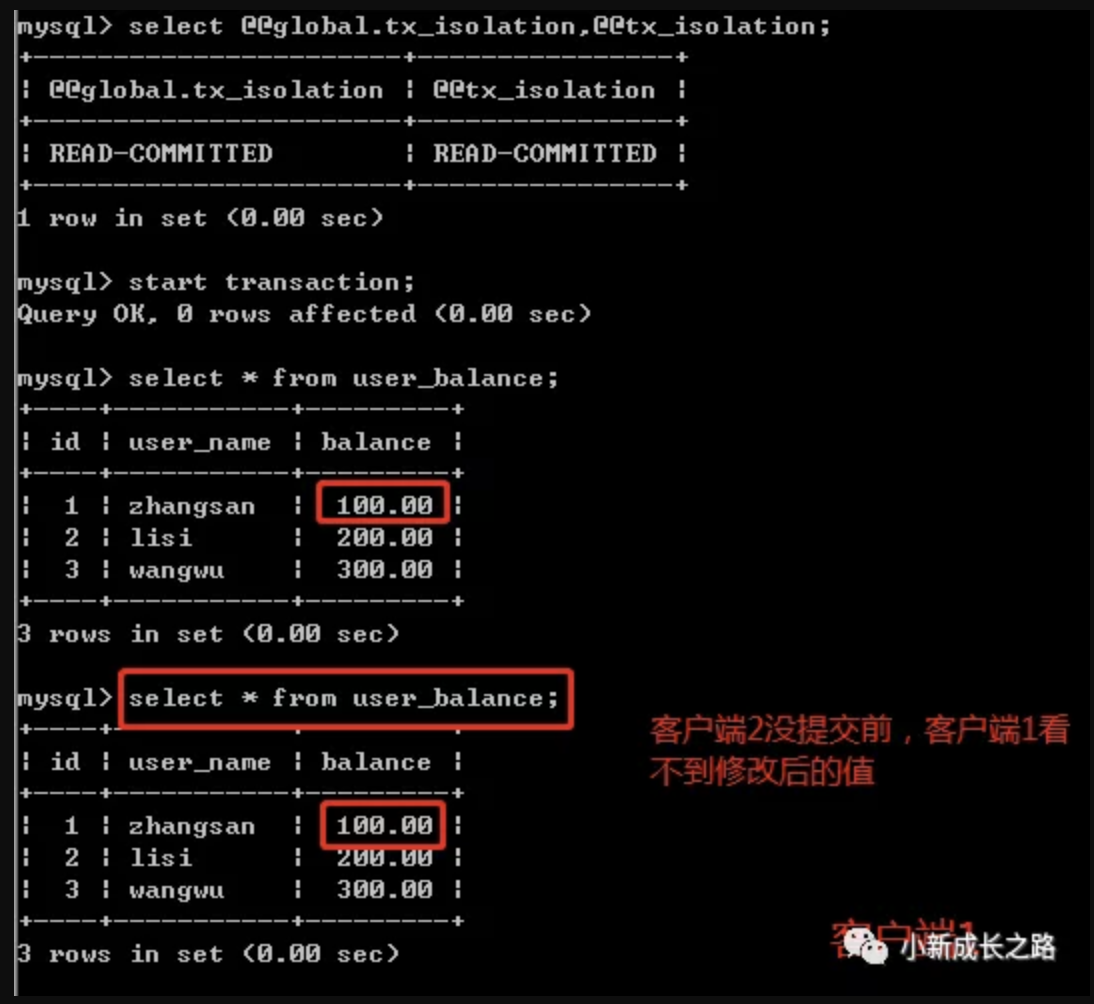 mysql> select @@global.tx_isolation,@@tx_isolation;
+-----------------------+----------------+
| @@global.tx_isolation | @@tx_isolation |
+-----------------------+----------------+
| READ-COMMITTED        | READ-COMMITTED |
+-----------------------+----------------+
1 row in set (0.00 sec)
mysql> start transaction;
Query OK, 0 rows affected (0.00 sec)
mysql> select * from user_balance;
+----+-----------+---------+
| id | user_name | balance |
+----+-----------+---------+
|  1 | zhangsan  |  100.00 |
|  2 | lisi      |  200.00 |
|  3 | wangwu    |  300.00 |
+----+-----------+---------+
3 rows in set (0.00 sec)
mysql> select * from user_balance;
+----+-----------+---------+
| id | user_name | balance |
+----+-----------+---------+
|  1 | zhangsan  |  100.00 |
|  2 | lisi      |  200.00 |
|  3 | wangwu    |  300.00 |
+----+-----------+---------+
3 rows in set (0.00 sec)
客户端2没提交前，客户端1看
不到修改后的值
客户端1
小新成长之路